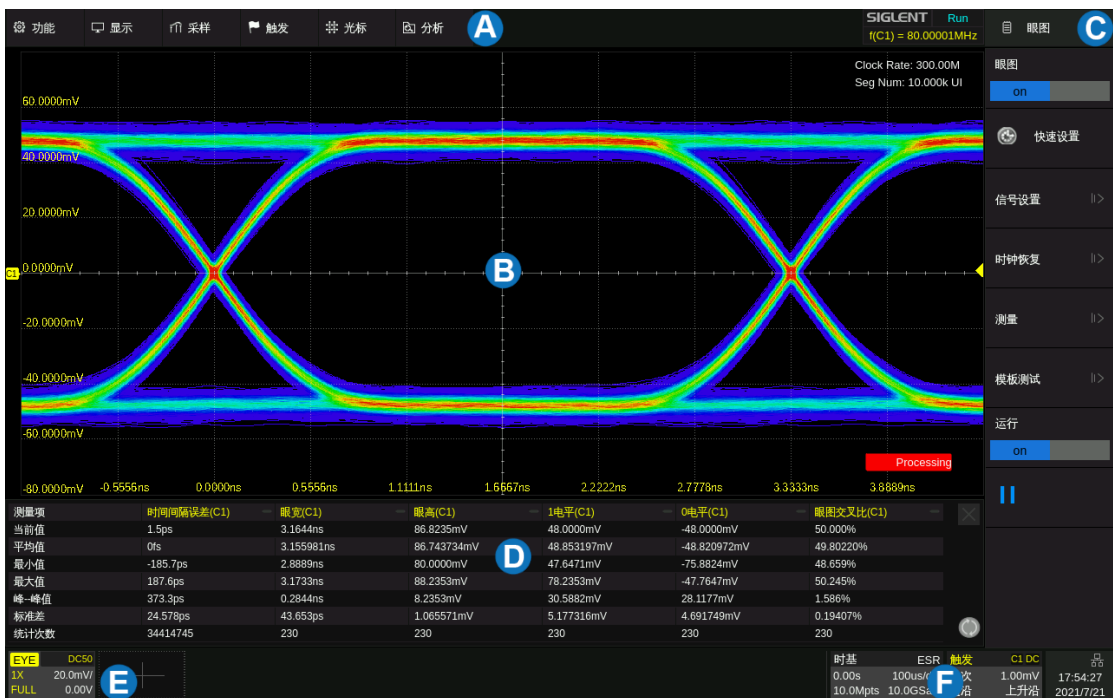 功能 显示 采样 触发 光标 分析 A SIGLENT Run 眼图 C
f(C1) = 80.00001MHz
Clock Rate: 300.00M
Seg Num: 10.000k UI
眼图
on
快速设置
信号设置
时钟恢复
测量
模板测试
运行
on
60.0000mV
40.0000mV
20.0000mV
C1 0.0000mV B
-20.0000mV
-40.0000mV
-60.0000mV
Processing
-80.0000mV -0.5556ns 0.0000ns 0.5556ns 1.1111ns 1.6667ns 2.2222ns 2.7778ns 3.3333ns 3.8889ns
测量项 时间间隔误差(C1) 眼宽(C1) 眼高(C1) 1电平(C1) 0电平(C1) 眼图交叉比(C1)
当前值 1.5ps 3.1644ns 86.8235mV 48.0000mV -48.0000mV 50.000%
平均值 0fs 3.155981ns 86.743734mV 48.853197mV -48.820972mV 49.80220%
D
最小值 -185.7ps 2.8889ns 80.0000mV 47.6471mV -75.8824mV 48.659%
最大值 187.6ps 3.1733ns 88.2353mV 78.2353mV -47.7647mV 50.245%
峰--峰值 373.3ps 0.2844ns 8.2353mV 30.5882mV 28.1177mV 1.586%
标准差 24.578ps 43.653ps 1.065571mV 5.177316mV 4.691749mV 0.19407%
统计次数 34414745 230 230 230 230 230
EYE DC50 时基 ESR 触发 C1 DC
1X 20.0mV/ E 0.00s 100us/ F 1.00mV 17:54:27
FULL 0.00V 10.0Mpts 10.0GSa 上升沿 2021/7/21